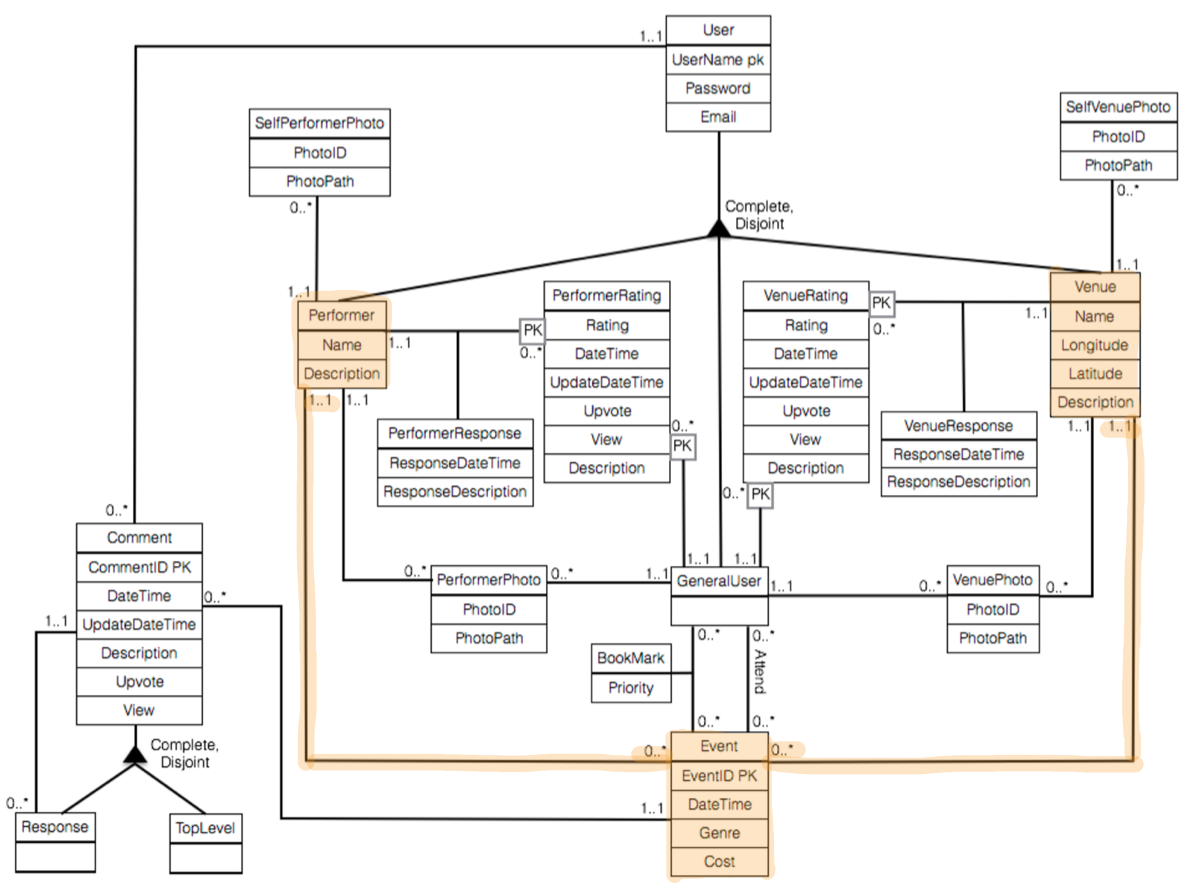 User
1..1
UserName pk
Password
Email
SelfPerformerPhoto
PhotoID
PhotoPath
0..*
SelfVenuePhoto
PhotoID
PhotoPath
0..*
Complete,
Disjoint
1..1
Performer
Name
Description
1..1
1..1
1..1
PK
0..*
PerformerRating
Rating
DateTime
UpdateDateTime
Upvote
View
Description
0..*
PK
VenueRating
Rating
DateTime
UpdateDateTime
Upvote
View
Description
PK
0..*
0..*
PK
1..1
Venue
Name
Longitude
Latitude
Description
1..1
1..1
1..1
PerformerResponse
ResponseDateTime
ResponseDescription
VenueResponse
ResponseDateTime
ResponseDescription
0..*
Comment
CommentID PK
DateTime
UpdateDateTime
Description
Upvote
View
0..*
1..1
Complete,
Disjoint
0..*
Response
TopLevel
0..*
PerformerPhoto
PhotoID
PhotoPath
0..*
1..1
1..1
1..1
GeneralUser
1..1
0..*
VenuePhoto
PhotoID
PhotoPath
0..*
0..*
0..*
BookMark
Priority
Attend
0..*
0..*
0..*
Event
0..*
EventID PK
DateTime
Genre
Cost
1..1